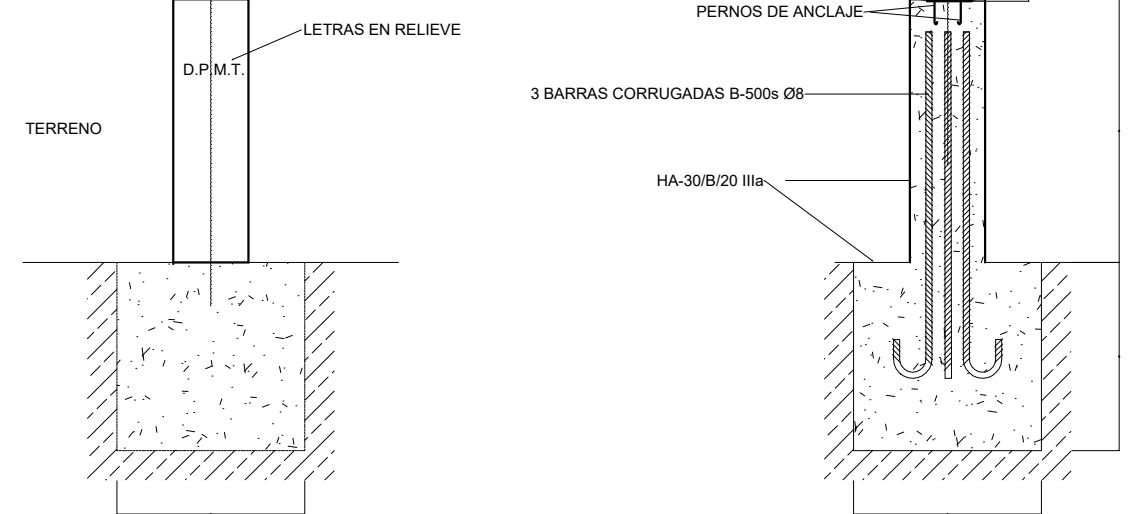 LETRAS EN RELIEVE
D.P.M.T.
TERRENO
PERNOS DE ANCLAJE
3 BARRAS CORRUGADAS B-500s Ø8
HA-30/B/20 IIIa